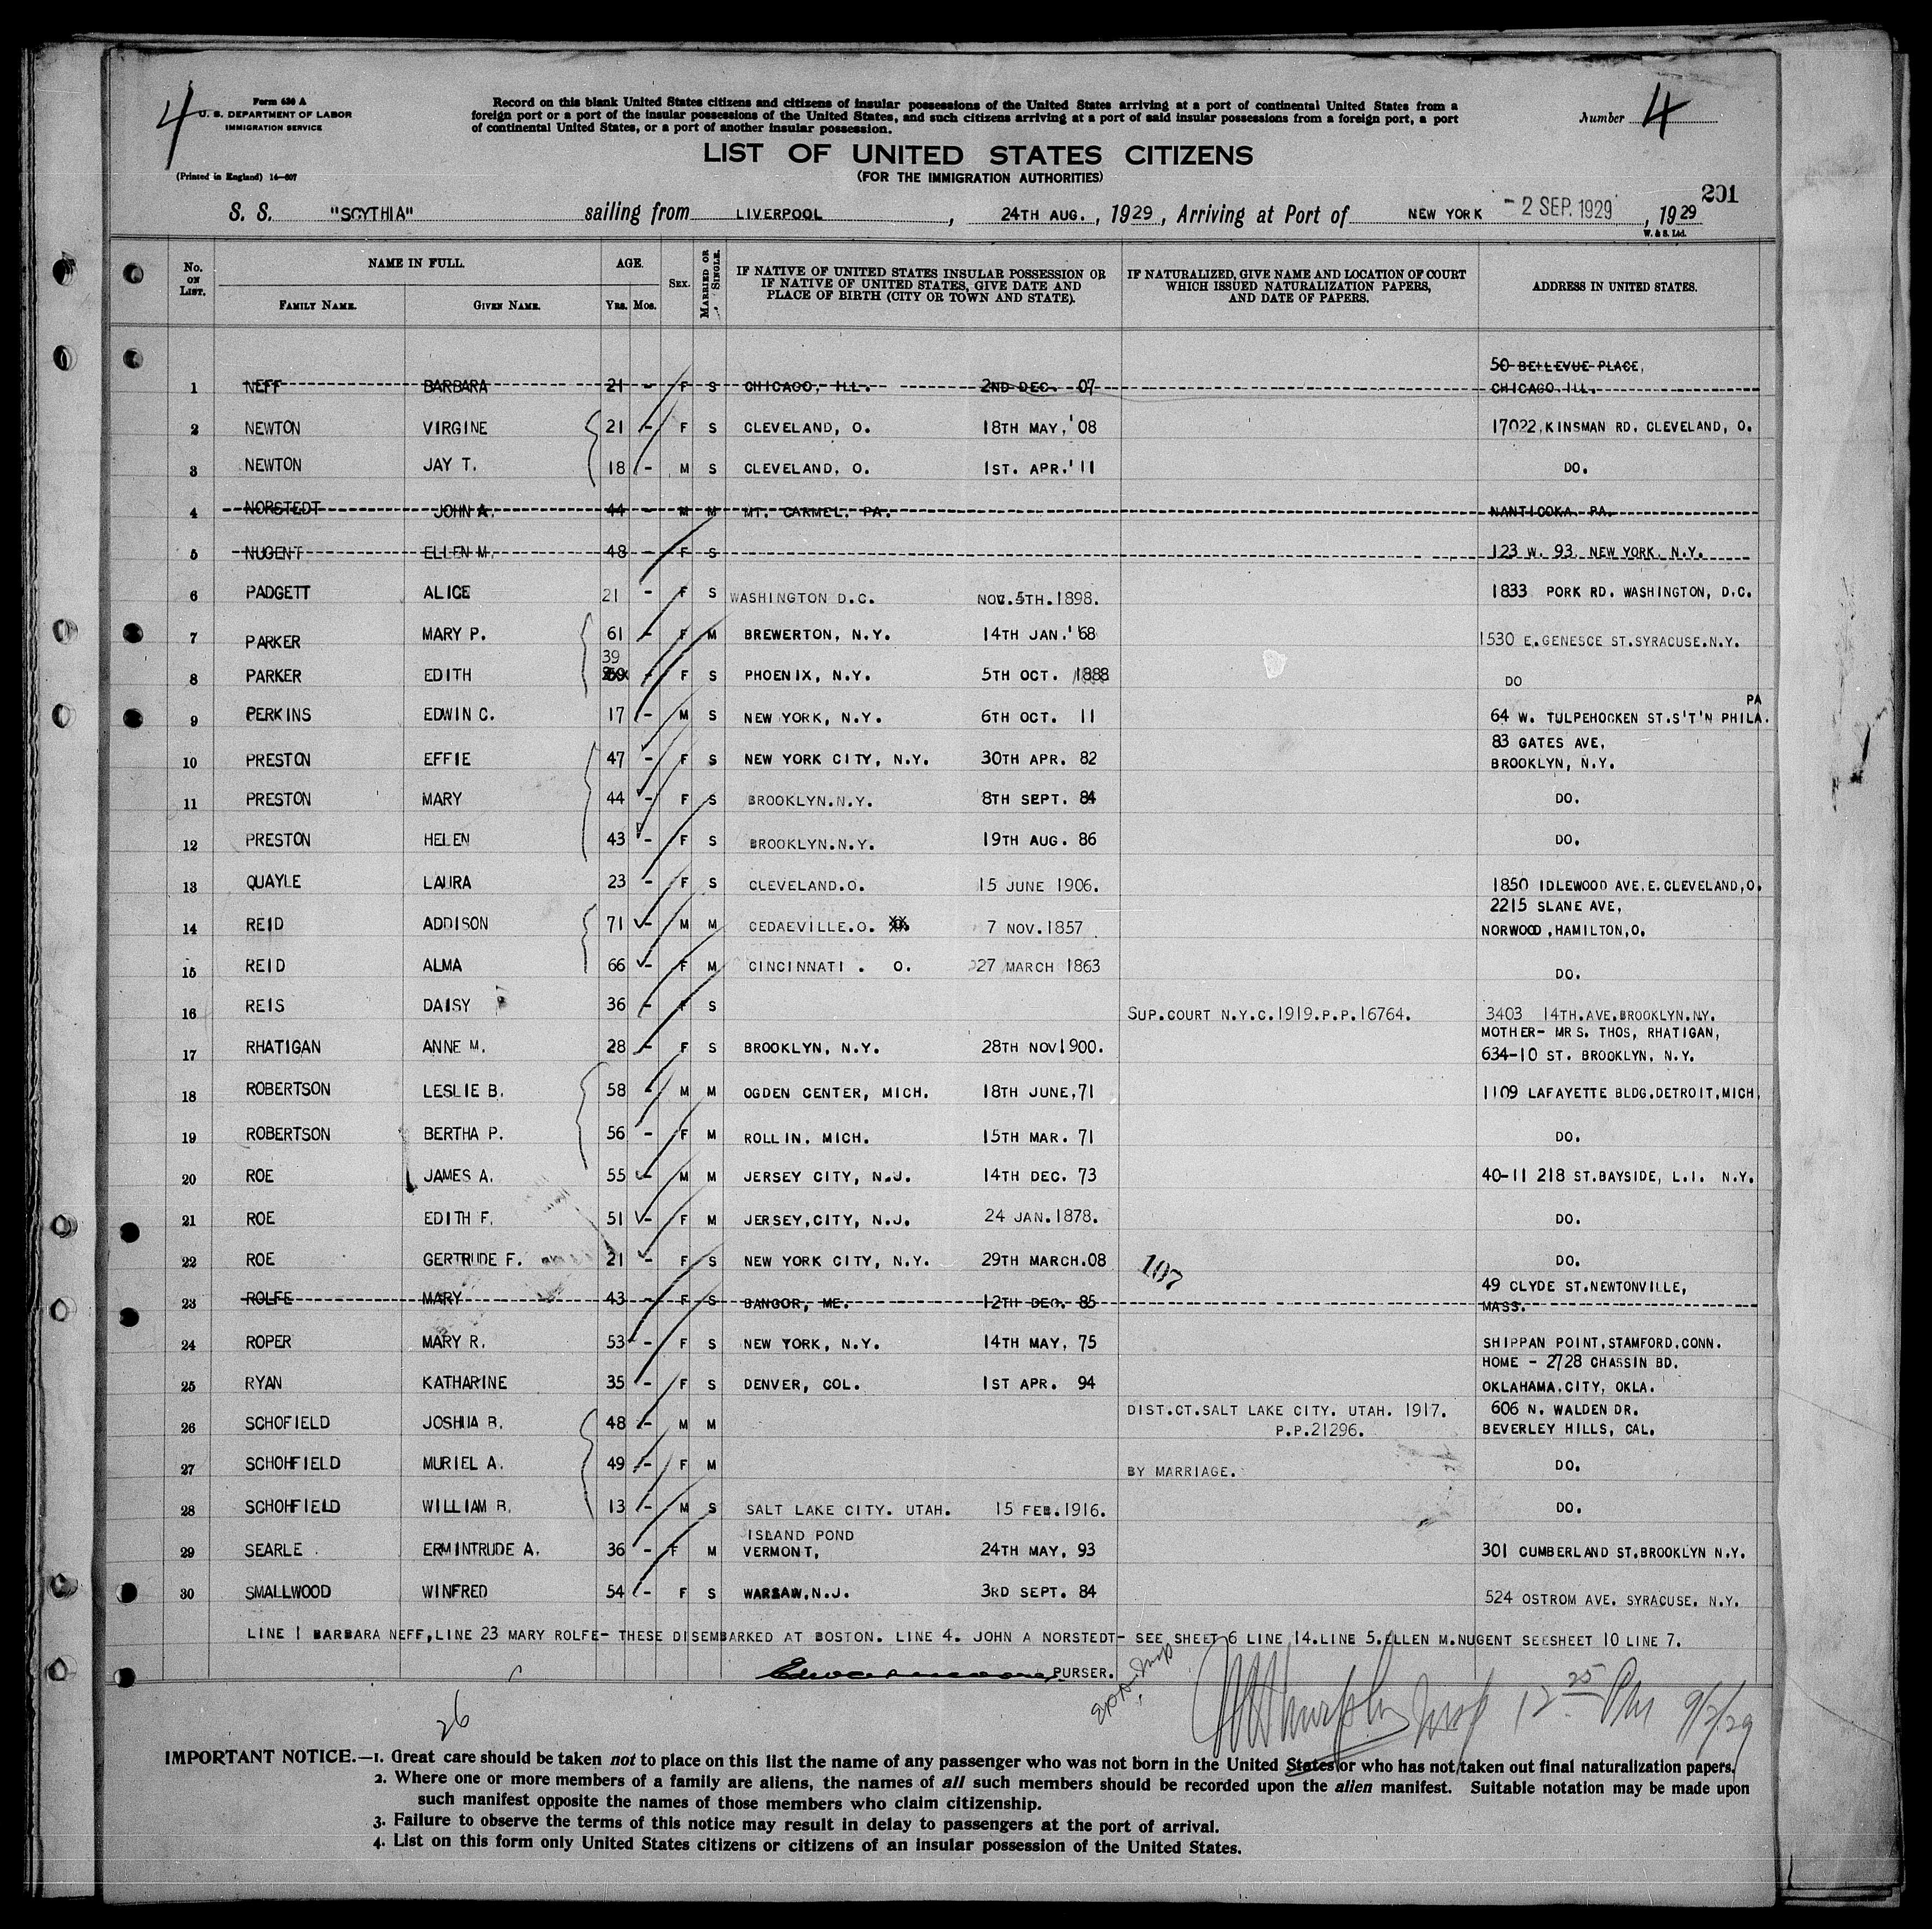 4
Form 630 A
U. S. DEPARTMENT OF LABOR
IMMIGRATION SERVICE
(Printed in England) 14—607
Record on this blank United States citizens and citizens of insular possessions of the United States arriving at a port of continental United States from a
foreign port or a port of the insular possessions of the United States, and such citizens arriving at a port of said insular possessions from a foreign port, a port
of continental United States, or a port of another insular possession.
Number 4
LIST OF UNITED STATES CITIZENS
(FOR THE IMMIGRATION AUTHORITIES)
201
S. S. "SCYTHIA" sailing from LIVERPOOL , 24TH AUG. , 1929 , Arriving at Port of NEW YORK - 2 SEP. 1929 , 1929
W. & S. Ltd.
No. ON LIST. NAME IN FULL. AGE. SEX. MARRIED OR SINGLE. IF NATIVE OF UNITED STATES INSULAR POSSESSION OR IF NATIVE OF UNITED STATES, GIVE DATE AND PLACE OF BIRTH (CITY OR TOWN AND STATE). IF NATURALIZED, GIVE NAME AND LOCATION OF COURT WHICH ISSUED NATURALIZATION PAPERS, AND DATE OF PAPERS. ADDRESS IN UNITED STATES.
FAMILY NAME. GIVEN NAME. Yrs. Mos.
50 BELLEVUE PLACE,
1 NEFF BARBARA 21 - F S CHICAGO, ILL. 2ND DEC. 07 CHICAGO.ILL.
2 NEWTON VIRGINE 21 - F S CLEVELAND, O. 18TH MAY,'08 17022,KINSMAN RD. CLEVELAND, O.
3 NEWTON JAY T. 18 - M S CLEVELAND, O. 1ST. APR.'11 DO.
4 NORSTEDT JOHN A. 44 - M M MT. CARMEL. PA. NANTICOKA. PA.
5 NUGENT ELLEN M. 48 - F S 123 W. 93. NEW YORK. N.Y.
6 PADGETT ALICE 21 - F S WASHINGTON D.C. NOV.5TH.1898. 1833 PORK RD. WASHINGTON, D.C.
7 PARKER MARY P. 61 - F M BREWERTON, N.Y. 14TH JAN.'68 1530 E.GENESCE ST.SYRACUSE.N.Y.
39
8 PARKER EDITH - F S PHOENIX, N.Y. 5TH OCT. 1888 DO
PA
9 PERKINS EDWIN C. 17 - M S NEW YORK, N.Y. 6TH OCT. 11 64 W. TULPEHOCKEN ST.S'T'N PHILA.
83 GATES AVE,
10 PRESTON EFFIE 47 - F S NEW YORK CITY, N.Y. 30TH APR. 82 BROOKLYN, N.Y.
11 PRESTON MARY 44 - F S BROOKLYN.N.Y. 8TH SEPT. 84 DO.
12 PRESTON HELEN 43 - F S BROOKLYN.N.Y. 19TH AUG. 86 DO.
13 QUAYLE LAURA 23 - F S CLEVELAND.O. 15 JUNE 1906. 1850 IDLEWOOD AVE.E.CLEVELAND,O.
2215 SLANE AVE,
14 REID ADDISON 71 - M M CEDAEVILLE.O. 7 NOV.1857 NORWOOD,HAMILTON,O.
15 REID ALMA 66 - F M CINCINNATI . O. 27 MARCH 1863 DO.
16 REIS DAISY 36 - F S SUP.COURT N.Y.C.1919.P.P.16764. 3403 14TH.AVE.BROOKLYN.NY.
MOTHER- MRS. THOS, RHATIGAN,
17 RHATIGAN ANNE M. 28 - F S BROOKLYN, N.Y. 28TH NOV1900. 634-10 ST. BROOKLYN, N.Y.
18 ROBERTSON LESLIE B. 58 - M M OGDEN CENTER, MICH. 18TH JUNE,71 1109 LAFAYETTE BLDG.DETROIT,MICH.
19 ROBERTSON BERTHA P. 56 - F M ROLLIN. MICH. 15TH MAR. 71 DO.
20 ROE JAMES A. 55 - M M JERSEY CITY, N.J. 14TH DEC. 73 40-11 218 ST.BAYSIDE, L.I. N.Y.
21 ROE EDITH F. 51 - F M JERSEY,CITY, N.J. 24 JAN.1878. DO.
22 ROE GERTRUDE F. 21 - F S NEW YORK CITY, N.Y. 29TH MARCH.08 107 DO.
49 CLYDE ST.NEWTONVILLE,
23 ROLFE MARY 43 - F S BANGOR, ME. 12TH DEC. 85 MASS.
24 ROPER MARY R. 53 - F S NEW YORK, N.Y. 14TH MAY, 75 SHIPPAN POINT,STAMFORD,CONN.
HOME - 2728 CHASSIN BD.
25 RYAN KATHARINE 35 - F S DENVER, COL. 1ST APR. 94 OKLAHOMA.CITY, OKLA.
DIST.CT.SALT LAKE CITY. UTAH. 1917. 606 N. WALDEN DR.
26 SCHOFIELD JOSHUA B. 48 - M M P.P.21296. BEVERLEY HILLS, CAL.
27 SCHOHFIELD MURIEL A. 49 - F M BY MARRIAGE. DO.
28 SCHOHFIELD WILLIAM B. 13 - M S SALT LAKE CITY. UTAH. 15 FEB.1916. DO.
ISLAND POND
29 SEARLE ERMINTRUDE A. 36 - F M VERMONT, 24TH MAY, 93 301 CUMBERLAND ST.BROOKLYN N.Y.
30 SMALLWOOD WINFRED 54 - F S WARSAW,N.J. 3RD SEPT. 84 524 OSTROM AVE. SYRACUSE. N.Y.
LINE 1 BARBARA NEFF,LINE 23 MARY ROLFE- THESE DISEMBARKED AT BOSTON. LINE 4. JOHN A NORSTEDT- SEE SHEET 6 LINE 14.LINE 5.ELLEN M.NUGENT SEESHEET 10 LINE 7.
PURSER.
26
12 25 Pm 9/2/29
IMPORTANT NOTICE.—1. Great care should be taken not to place on this list the name of any passenger who was not born in the United States or who has not taken out final naturalization papers.
2. Where one or more members of a family are aliens, the names of all such members should be recorded upon the alien manifest. Suitable notation may be made upon
such manifest opposite the names of those members who claim citizenship.
3. Failure to observe the terms of this notice may result in delay to passengers at the port of arrival.
4. List on this form only United States citizens or citizens of an insular possession of the United States.